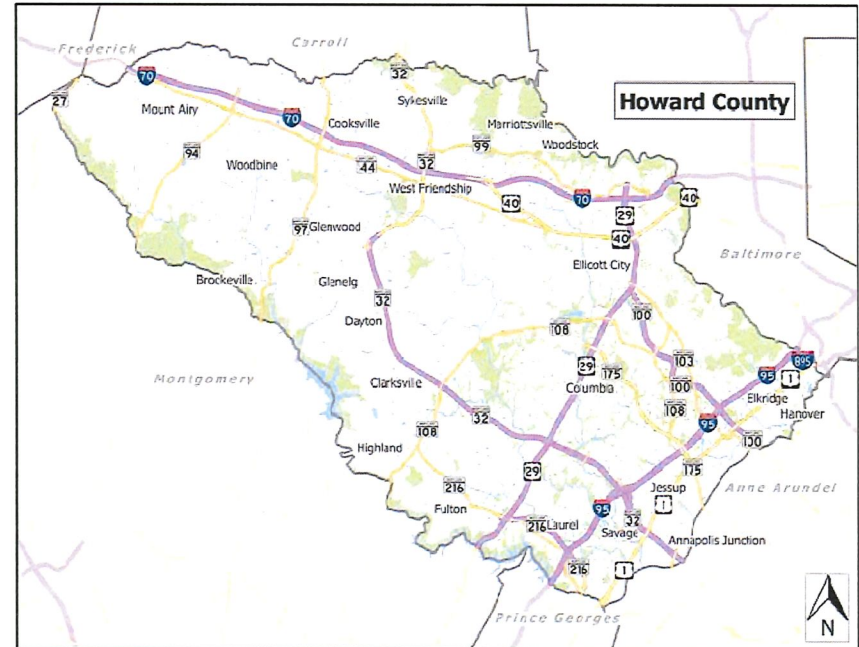 Frederick
Carroll
Howard County
70
32
27
Sykesville
Mount Airy
70
Cooksville
Marriottsville
99
Woodstock
94
Woodbine
144
32
West Friendship
70
40
29
40
97
Glenwood
40
Ellicott City
Baltimore
Brockeville
Glenelg
32
Dayton
100
108
Montgomery
Clarksville
29
175
103
100
95
895
1
Columbia
Elkridge
108
Hanover
32
95
108
Highland
100
29
175
216
Jessup
Anne Arundel
Fulton
95
1
216
Laurel
32
Savage
Annapolis Junction
216
1
Prince Georges
N